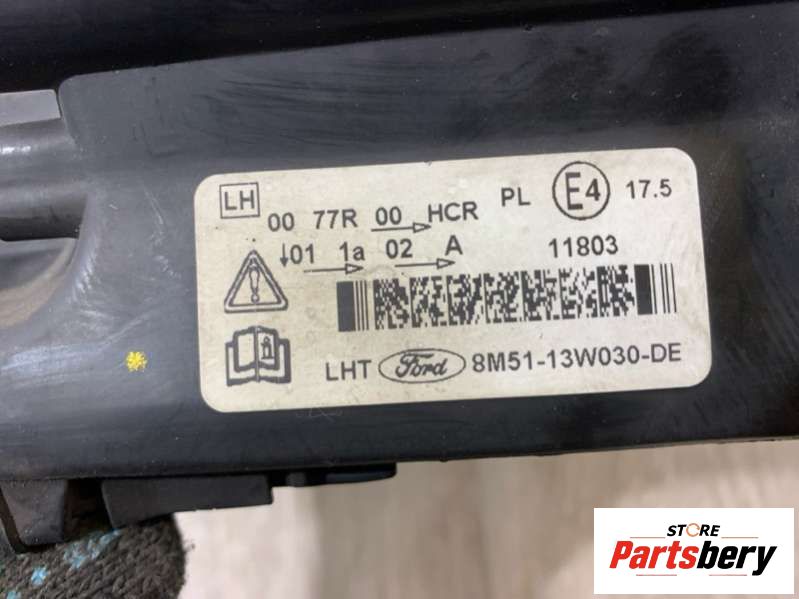 LH 00 77R 00 HCR PL E4 17.5
↓01 1a 02 A 11803
LHT Ford 8M51-13W030-DE
STORE
Partsbery